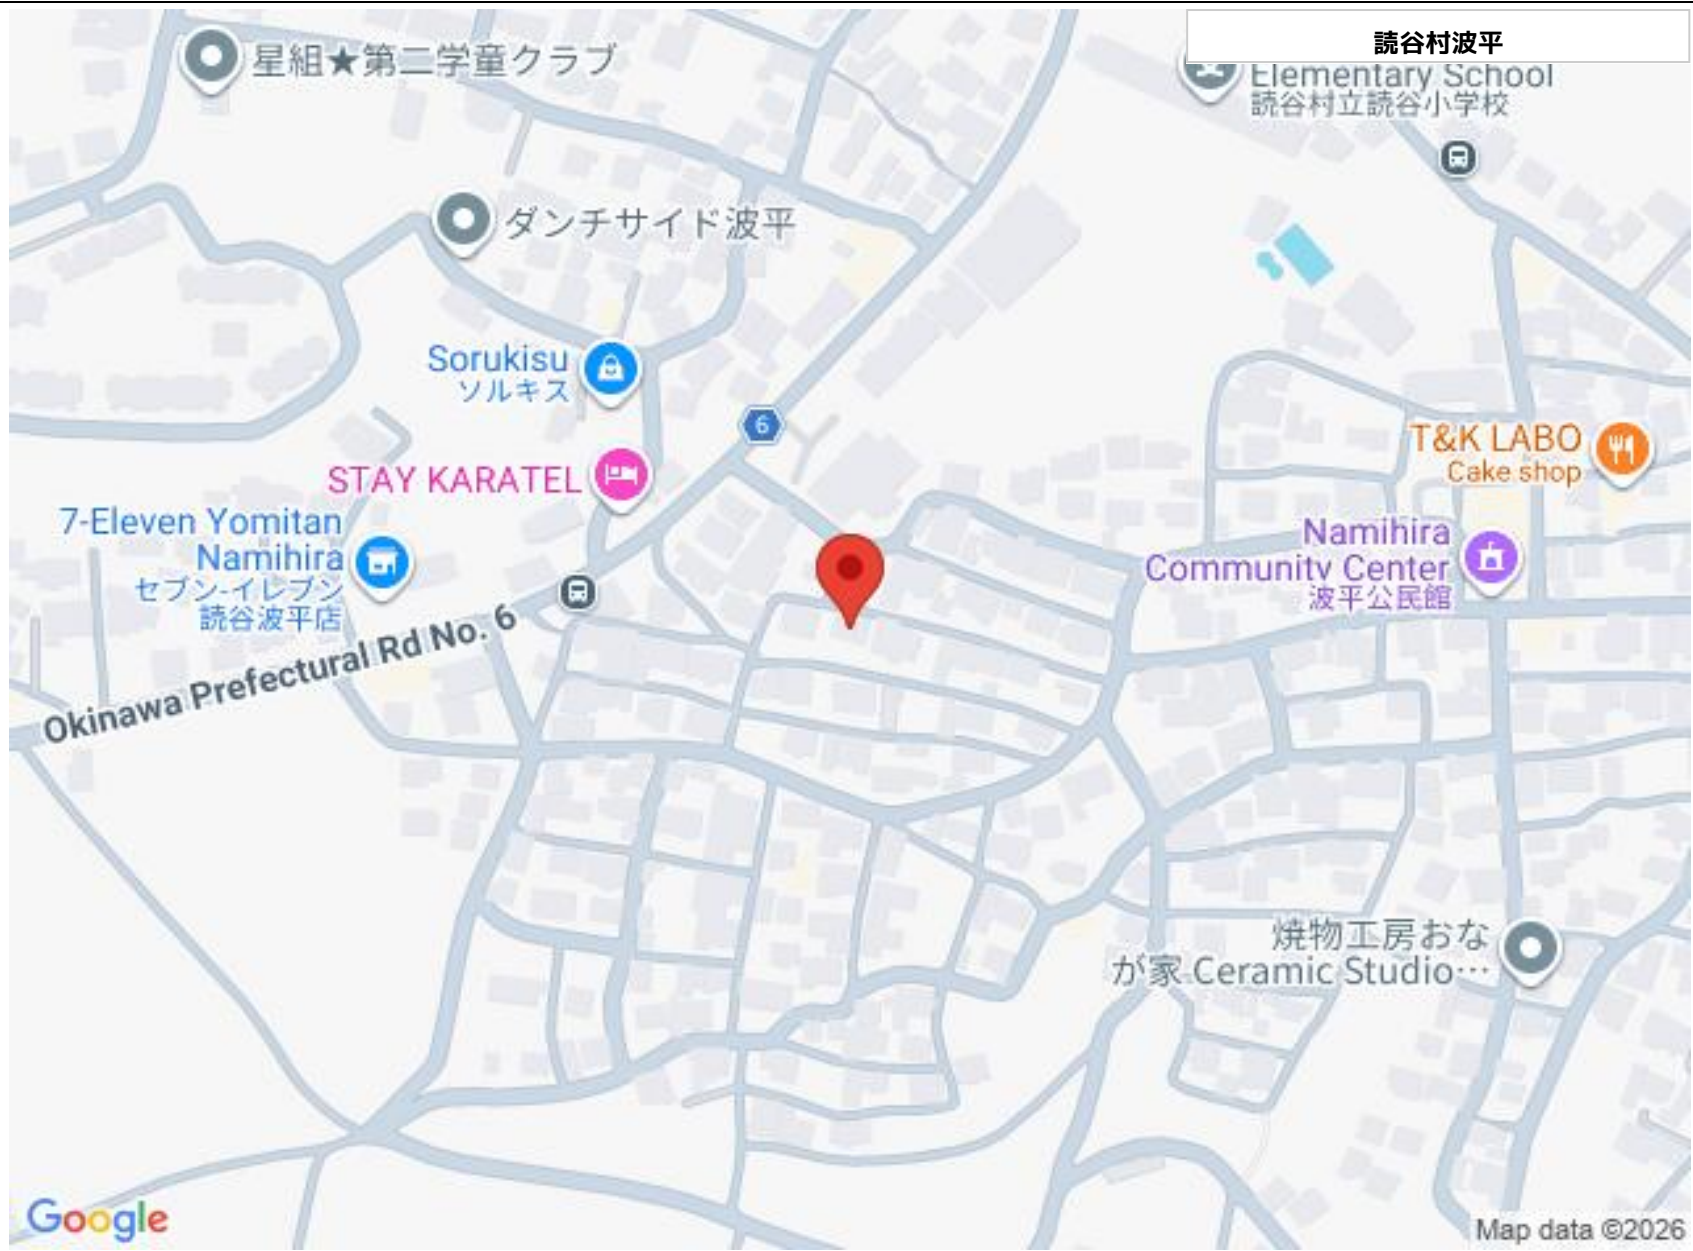 読谷村波平
星組★第二学童クラブ
Elementary School
読谷村立読谷小学校
ダンチサイド波平
Sorukisu
ソルキス
6
STAY KARATEL
T&K LABO
Cake shop
7-Eleven Yomitan
Namihira
セブン-イレブン
読谷波平店
Namihira
Community Center
波平公民館
Okinawa Prefectural Rd No. 6
焼物工房おな
が家 Ceramic Studio…
Google
Map data ©2026